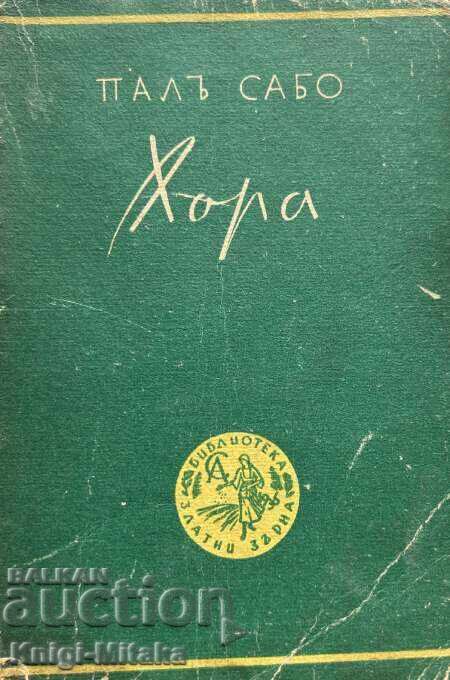 ПАЛЪ САБО
Хора
БИБЛИОТЕКА
ЗЛАТНИ ЗЪРНА
BALKAN
auction
Knigi-Mitaka